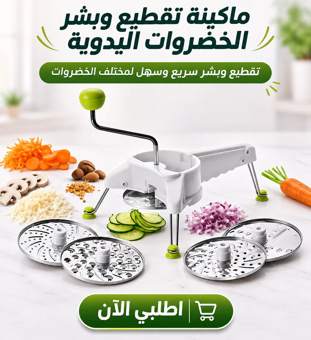 ماكينة تقطيع وبشر
الخضروات اليدوية
تقطيع وبشر سريع وسهل لمختلف الخضروات
اطلبي الآن